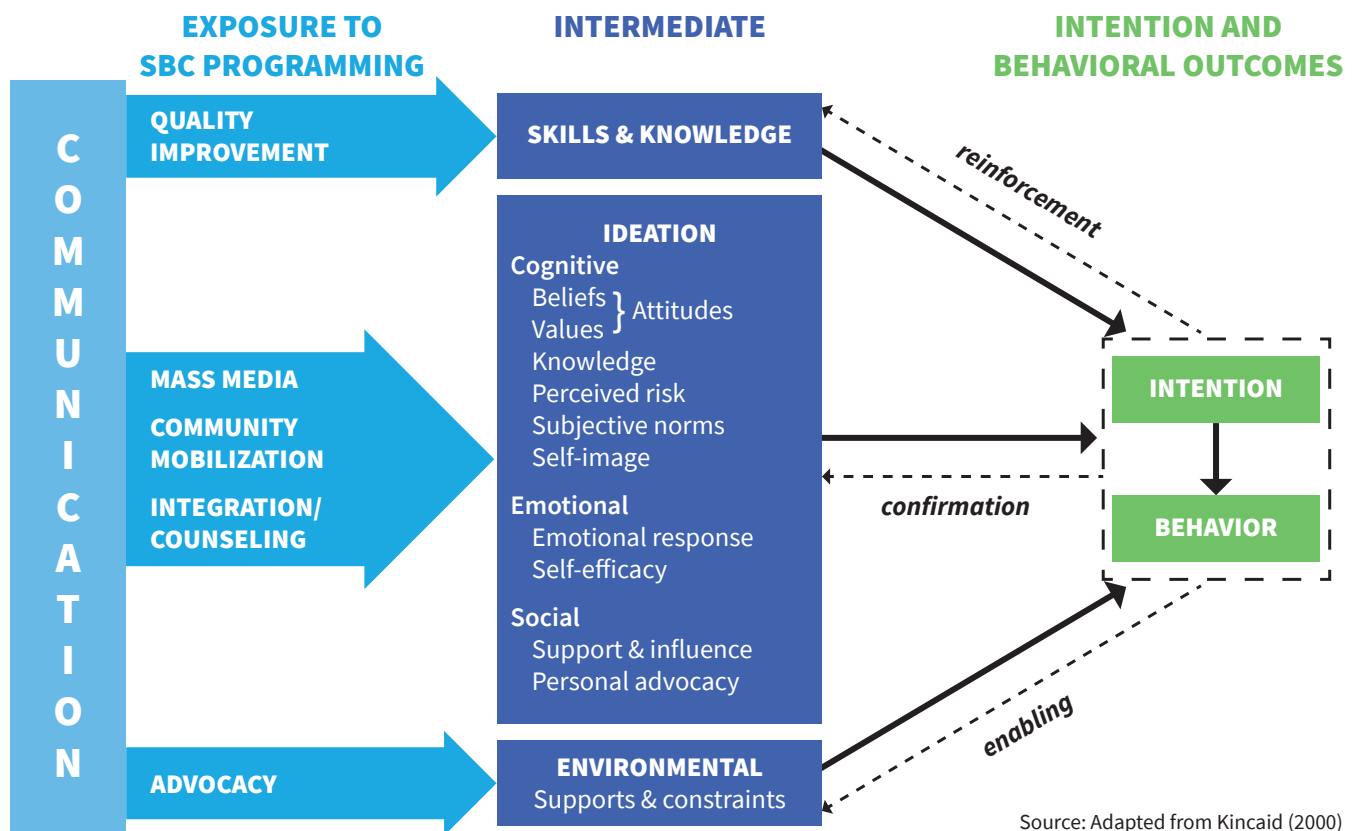 EXPOSURE TO
SBC PROGRAMMING
INTERMEDIATE
INTENTION AND
BEHAVIORAL OUTCOMES
COMMUNICATION
QUALITY
IMPROVEMENT
MASS MEDIA
COMMUNITY
MOBILIZATION
INTEGRATION/
COUNSELING
ADVOCACY
SKILLS & KNOWLEDGE
IDEATION
Cognitive
Beliefs
Values } Attitudes
Knowledge
Perceived risk
Subjective norms
Self-image
Emotional
Emotional response
Self-efficacy
Social
Support & influence
Personal advocacy
ENVIRONMENTAL
Supports & constraints
reinforcement
confirmation
enabling
INTENTION
BEHAVIOR
Source: Adapted from Kincaid (2000)